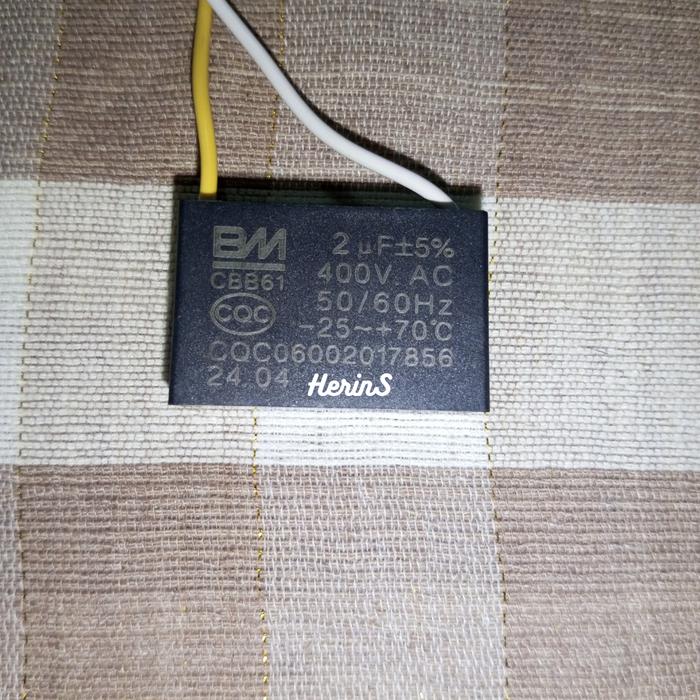 BM
CBB61
CQC
2 µF±5%
400V. AC
50/60Hz
-25~+70℃
CQC06002017856
24.04
HerinS